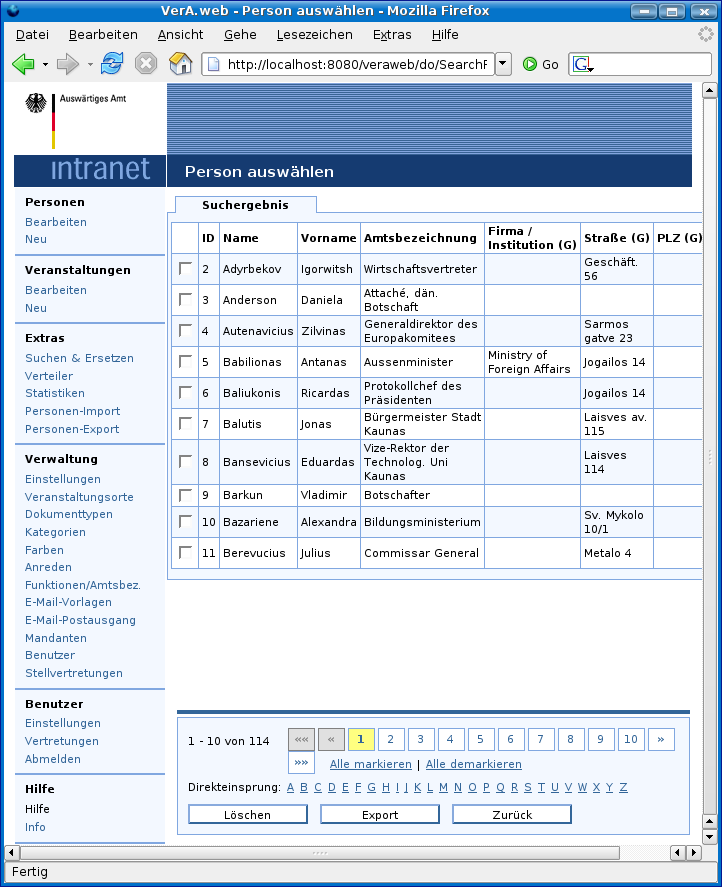 VerA.web - Person auswählen - Mozilla Firefox
Datei Bearbeiten Ansicht Gehe Lesezeichen Extras Hilfe
http://localhost:8080/veraweb/do/SearchP Go G
Auswärtiges Amt
intranet
Person auswählen
Personen
Bearbeiten
Neu
Veranstaltungen
Bearbeiten
Neu
Extras
Suchen & Ersetzen
Verteiler
Statistiken
Personen-Import
Personen-Export
Verwaltung
Einstellungen
Veranstaltungsorte
Dokumenttypen
Kategorien
Farben
Anreden
Funktionen/Amtsbez.
E-Mail-Vorlagen
E-Mail-Postausgang
Mandanten
Benutzer
Stellvertretungen
Benutzer
Einstellungen
Vertretungen
Abmelden
Hilfe
Hilfe
Info
Suchergebnis
ID Name Vorname Amtsbezeichnung Firma / Institution (G) Straße (G) PLZ (G)
2 Adyrbekov Igorwitsh Wirtschaftsvertreter Geschäft. 56
3 Anderson Daniela Attaché, dän. Botschaft
4 Autenavicius Zilvinas Generaldirektor des Europakomitees Sarmos gatve 23
5 Babilionas Antanas Aussenminister Ministry of Foreign Affairs Jogailos 14
6 Baliukonis Ricardas Protokollchef des Präsidenten Jogailos 14
7 Balutis Jonas Bürgermeister Stadt Kaunas Laisves av. 115
8 Bansevicius Eduardas Vize-Rektor der Technolog. Uni Kaunas Laisves 114
9 Barkun Vladimir Botschafter
10 Bazariene Alexandra Bildungsministerium Sv. Mykolo 10/1
11 Berevucius Julius Commissar General Metalo 4
1 - 10 von 114 «« « 1 2 3 4 5 6 7 8 9 10 »
»» Alle markieren | Alle demarkieren
Direkteinsprung: A B C D E F G H I J K L M N O P Q R S T U V W X Y Z
Löschen Export Zurück
Fertig